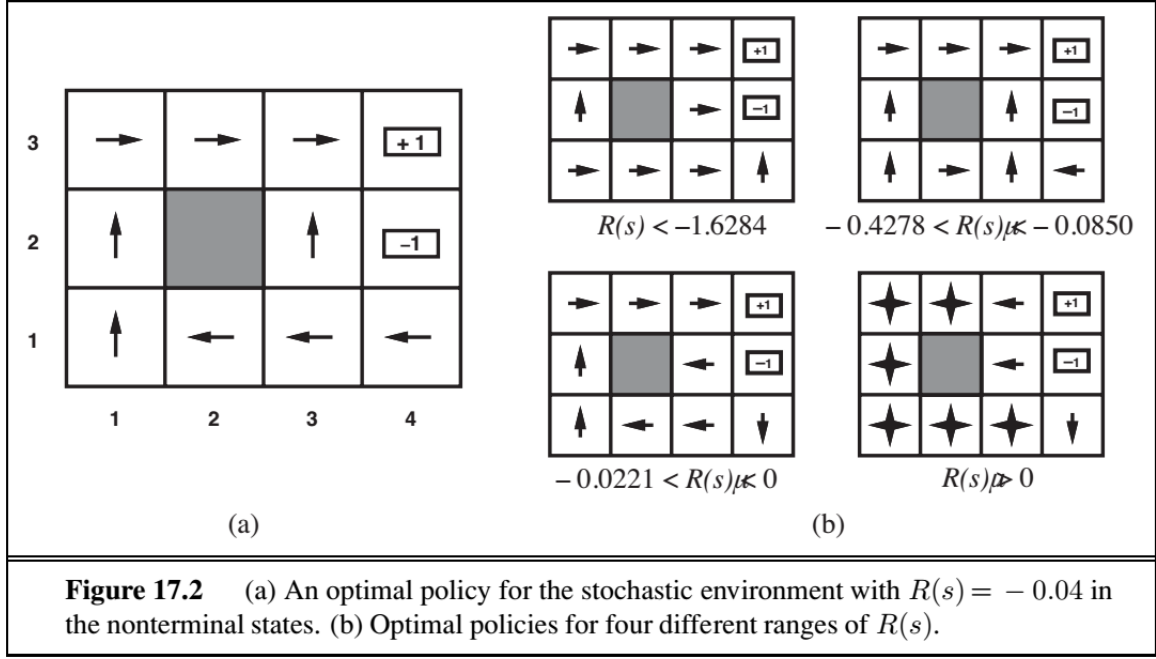 3
2
1
+ 1
–1
1 2 3 4
(a)
+1
–1
R(s) < –1.6284
+1
–1
– 0.4278 < R(s) < – 0.0850
+1
–1
– 0.0221 < R(s) < 0
+1
–1
R(s) > 0
(b)
Figure 17.2 (a) An optimal policy for the stochastic environment with R(s) = – 0.04 in
the nonterminal states. (b) Optimal policies for four different ranges of R(s).